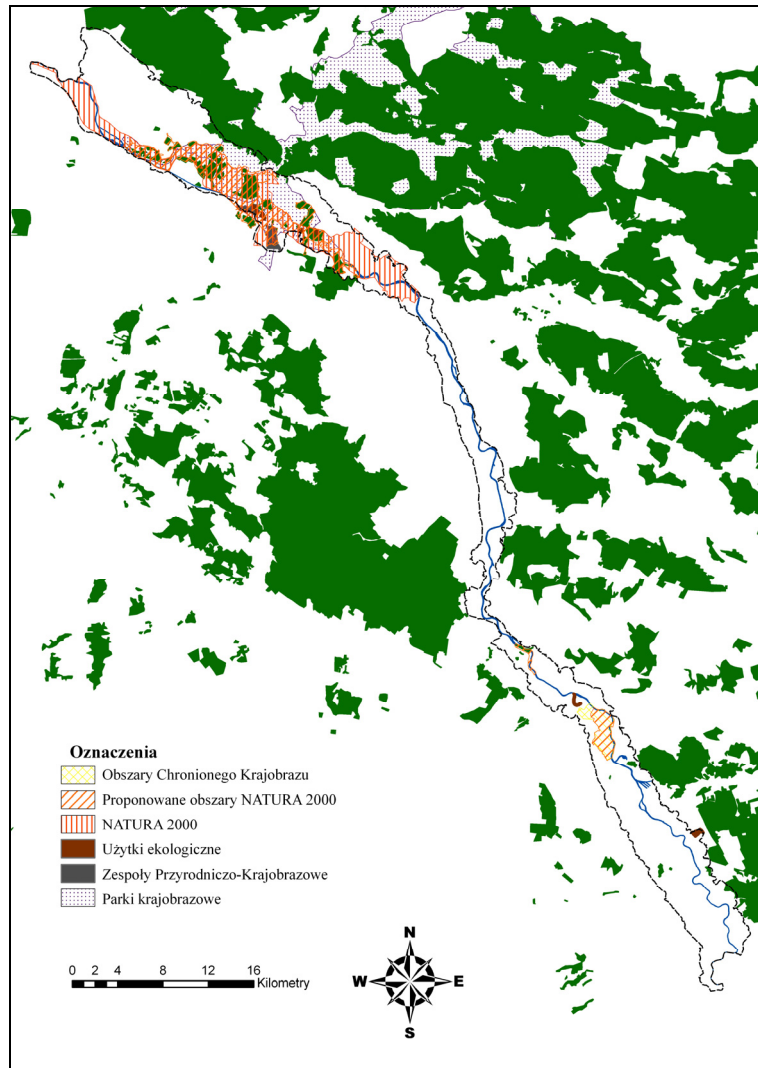 Oznaczenia
Obszary Chronionego Krajobrazu
Proponowane obszary NATURA 2000
NATURA 2000
Użytki ekologiczne
Zespoły Przyrodniczo-Krajobrazowe
Parki krajobrazowe
0 2 4 8 12 16
Kilometry
N
W E
S